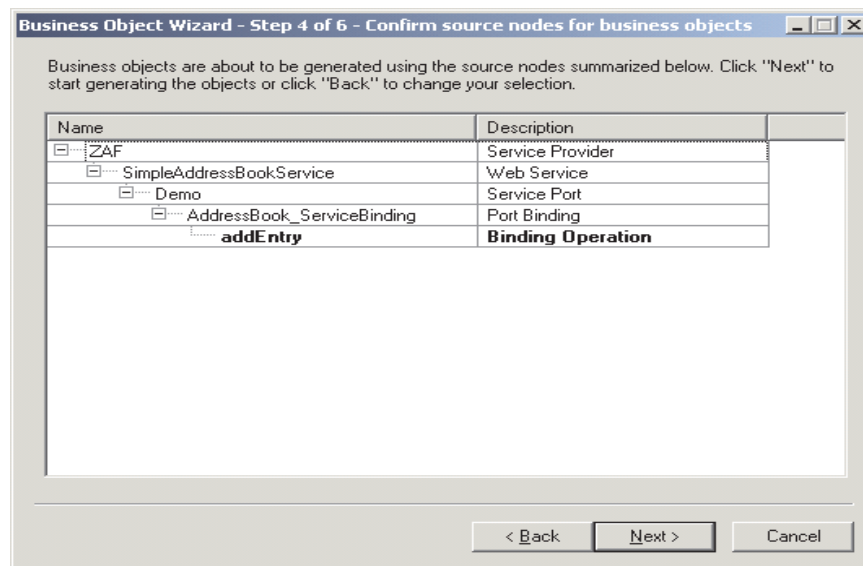 Business Object Wizard - Step 4 of 6 - Confirm source nodes for business objects
Business objects are about to be generated using the source nodes summarized below. Click "Next" to
start generating the objects or click "Back" to change your selection.
Name Description
ZAF Service Provider
SimpleAddressBookService Web Service
Demo Service Port
AddressBook_ServiceBinding Port Binding
addEntry Binding Operation
< Back Next > Cancel